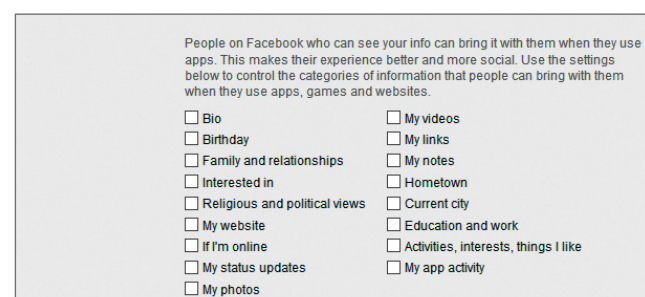 People on Facebook who can see your info can bring it with them when they use
apps. This makes their experience better and more social. Use the settings
below to control the categories of information that people can bring with them
when they use apps, games and websites.
Bio
Birthday
Family and relationships
Interested in
Religious and political views
My website
If I'm online
My status updates
My photos
My videos
My links
My notes
Hometown
Current city
Education and work
Activities, interests, things I like
My app activity